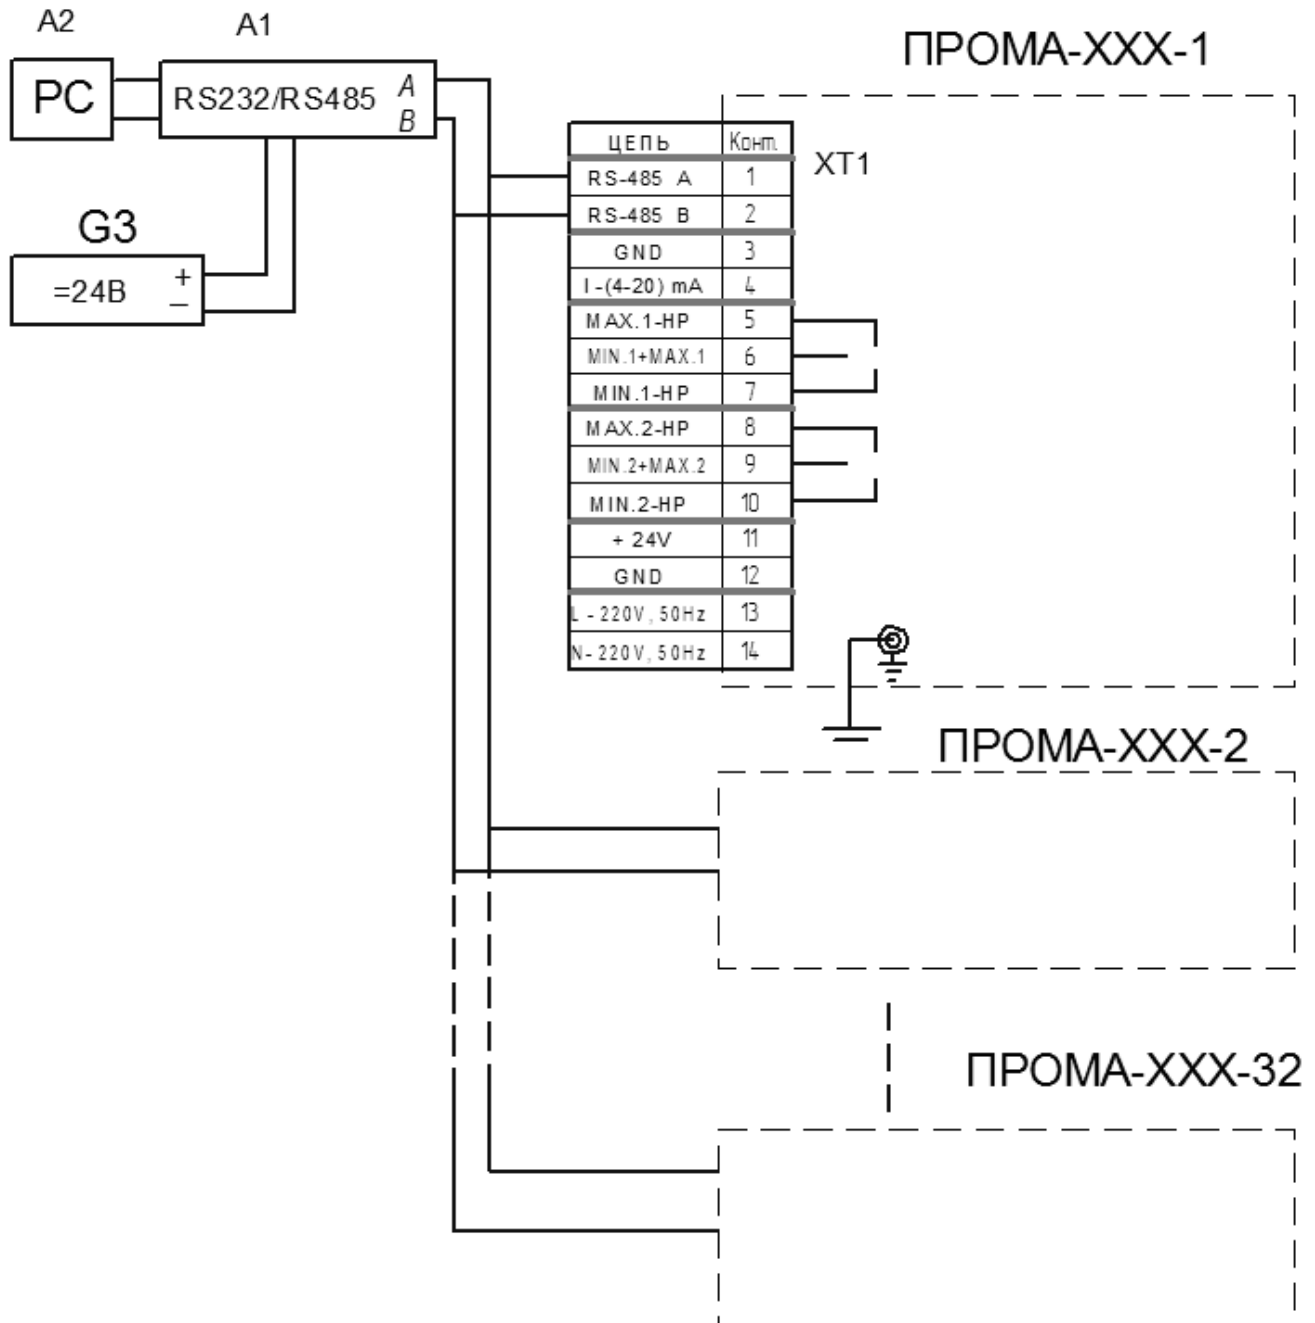 A2
A1
ПРОМА-XXX-1
PC
RS232/RS485
A
B
ЦЕПЬ Конт.
XT1
RS-485 A 1
RS-485 B 2
G3
GND 3
=24В + –
I-(4-20) mA 4
MAX.1-HP 5
MIN.1+MAX.1 6
MIN.1-HP 7
MAX.2-HP 8
MIN.2+MAX.2 9
MIN.2-HP 10
+ 24V 11
GND 12
L - 220V, 50Hz 13
N- 220V, 50Hz 14
ПРОМА-XXX-2
ПРОМА-XXX-32